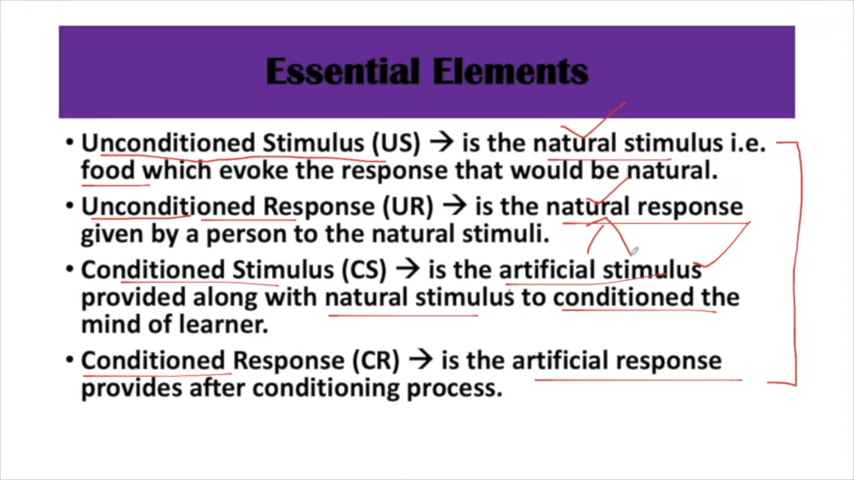 Essential Elements
• Unconditioned Stimulus (US) → is the natural stimulus i.e.
food which evoke the response that would be natural.
• Unconditioned Response (UR) → is the natural response
given by a person to the natural stimuli.
• Conditioned Stimulus (CS) → is the artificial stimulus
provided along with natural stimulus to conditioned the
mind of learner.
• Conditioned Response (CR) → is the artificial response
provides after conditioning process.